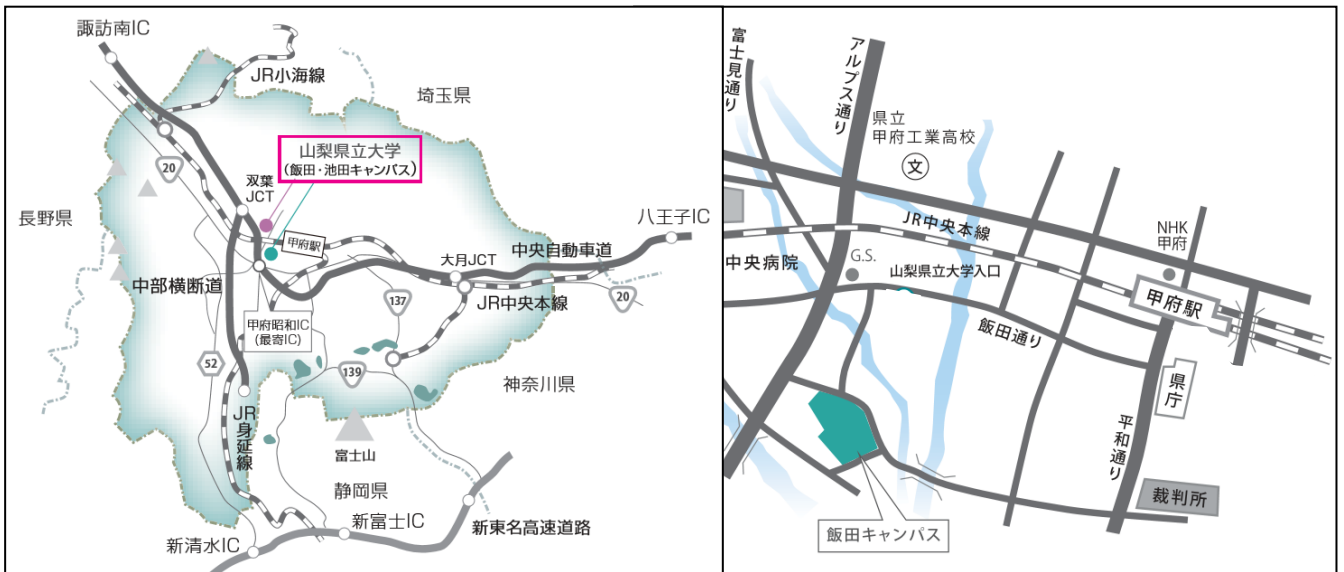 諏訪南IC
JR小海線
埼玉県
20
山梨県立大学
(飯田・池田キャンパス)
双葉
JCT
長野県
八王子IC
甲府駅
大月JCT
中央自動車道
中部横断道
137
JR中央本線
20
甲府昭和IC
(最寄IC)
52
139
神奈川県
JR身延線
富士山
静岡県
新富士IC
新東名高速道路
新清水IC
富士見通り
アルプス通り
県立
甲府工業高校
文
JR中央本線
NHK
甲府
中央病院
G.S.
山梨県立大学入口
甲府駅
飯田通り
県庁
平和通り
裁判所
飯田キャンパス